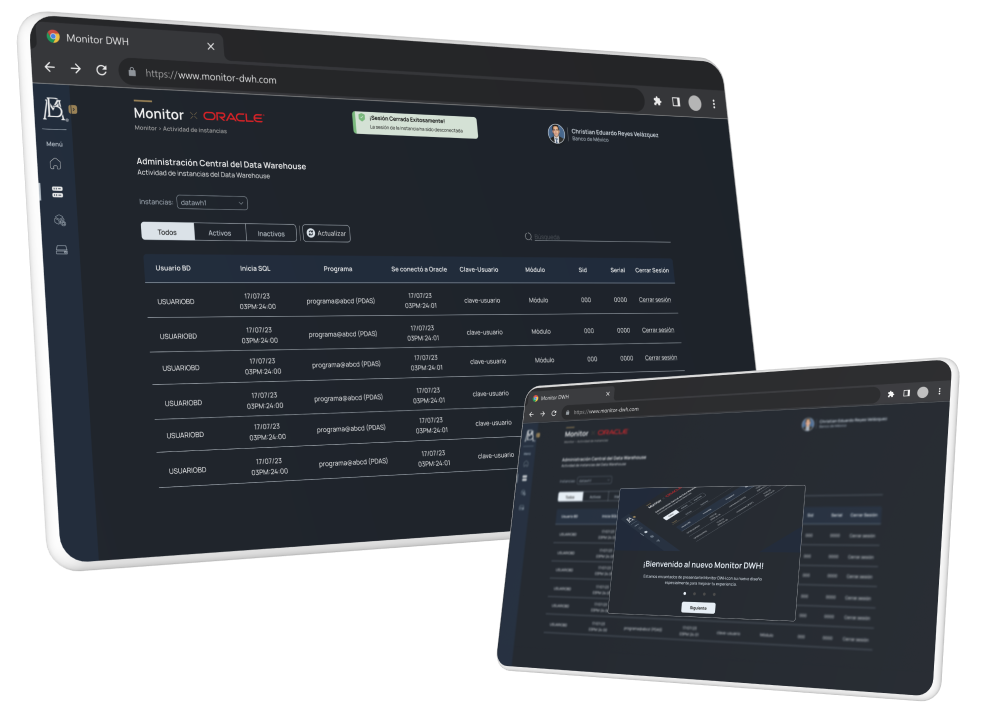 Monitor DWH
https://www.monitor-dwh.com
Menú
Monitor × ORACLE
Monitor > Actividad de instancias
¡Sesión Cerrada Exitosamente!
La sesión de la instancia ha sido desconectada
Christian Eduardo Reyes Velázquez
Banco de México
Administración Central del Data Warehouse
Actividad de instancias del Data Warehouse
Instancias: datawh1
Todos Activos Inactivos Actualizar
Búsqueda
Usuario BD Inicia SQL Programa Se conectó a Oracle Clave-Usuario Módulo Sid Serial Cerrar Sesión
USUARIOBD 17/07/23 03PM:24:00 programa@abcd (PDAS) 17/07/23 03PM:24:01 clave-usuario Módulo 000 0000 Cerrar sesión
USUARIOBD 17/07/23 03PM:24:00 programa@abcd (PDAS) 17/07/23 03PM:24:01 clave-usuario Módulo 000 0000 Cerrar sesión
USUARIOBD 17/07/23 03PM:24:00 programa@abcd (PDAS) 17/07/23 03PM:24:01 clave-usuario Módulo 000 0000 Cerrar sesión
USUARIOBD 17/07/23 03PM:24:00 programa@abcd (PDAS) 17/07/23 03PM:24:01 clave-usuario
USUARIOBD 17/07/23 03PM:24:00 programa@abcd (PDAS) 17/07/23 03PM:24:01 clave-usuario
USUARIOBD 17/07/23 03PM:24:00 programa@abcd (PDAS) 17/07/23 03PM:24:01 clave-usuario
Monitor DWH
https://www.monitor-dwh.com
Monitor × ORACLE
Christian Eduardo Reyes Velázquez
Banco de México
Administración Central del Data Warehouse
Actividad de instancias del Data Warehouse
Todos
¡Bienvenido al nuevo Monitor DWH!
Siguiente